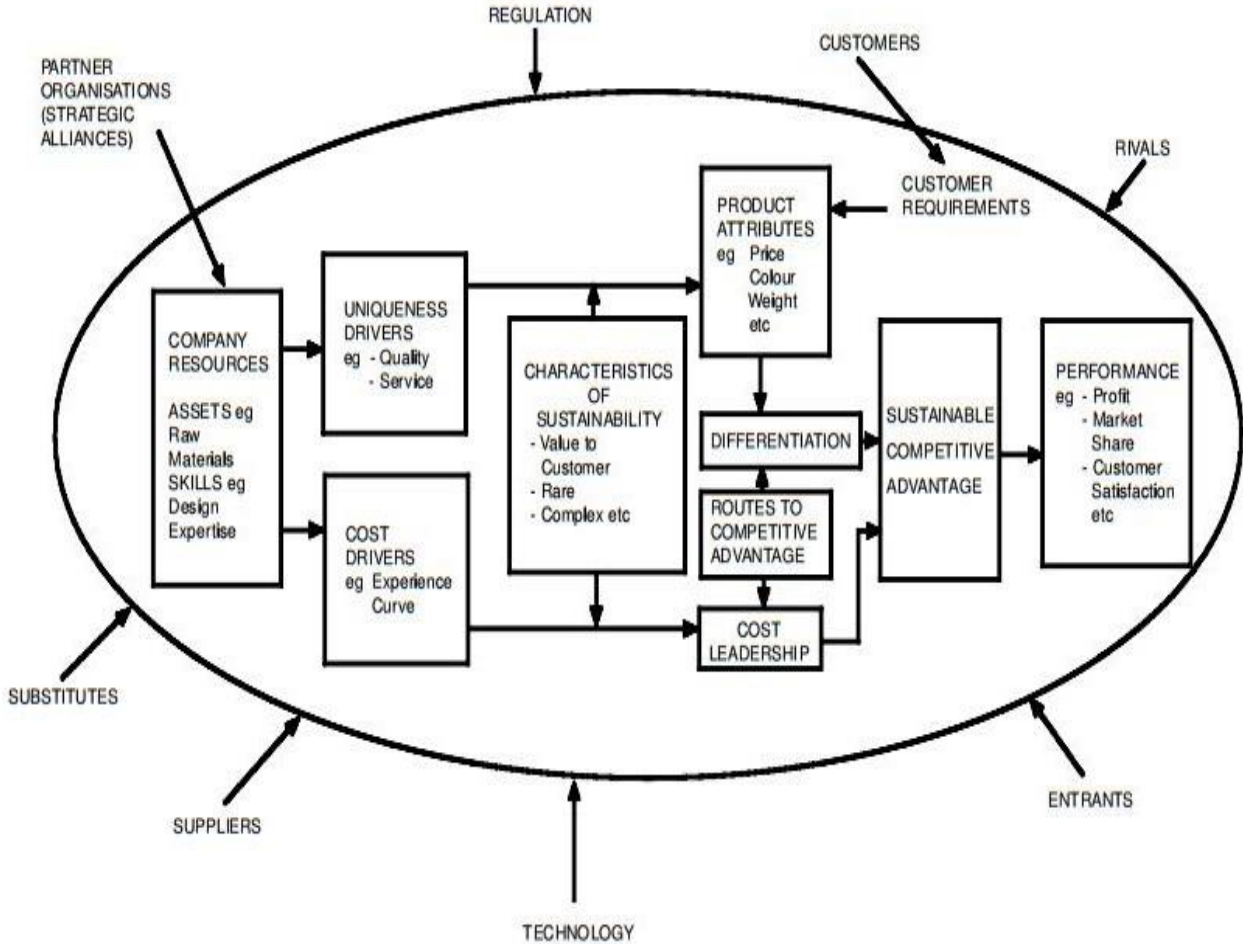 REGULATION
CUSTOMERS
PARTNER
ORGANISATIONS
(STRATEGIC
ALLIANCES)
RIVALS
CUSTOMER
REQUIREMENTS
PRODUCT
ATTRIBUTES
eg Price
Colour
Weight
etc
COMPANY
RESOURCES
ASSETS eg
Raw
Materials
SKILLS eg
Design
Expertise
UNIQUENESS
DRIVERS
eg - Quality
- Service
COST
DRIVERS
eg Experience
Curve
CHARACTERISTICS
OF
SUSTAINABILITY
- Value to
Customer
- Rare
- Complex etc
DIFFERENTIATION
ROUTES TO
COMPETITIVE
ADVANTAGE
COST
LEADERSHIP
SUSTAINABLE
COMPETITIVE
ADVANTAGE
PERFORMANCE
eg - Profit
- Market
Share
- Customer
Satisfaction
etc
SUBSTITUTES
SUPPLIERS
TECHNOLOGY
ENTRANTS